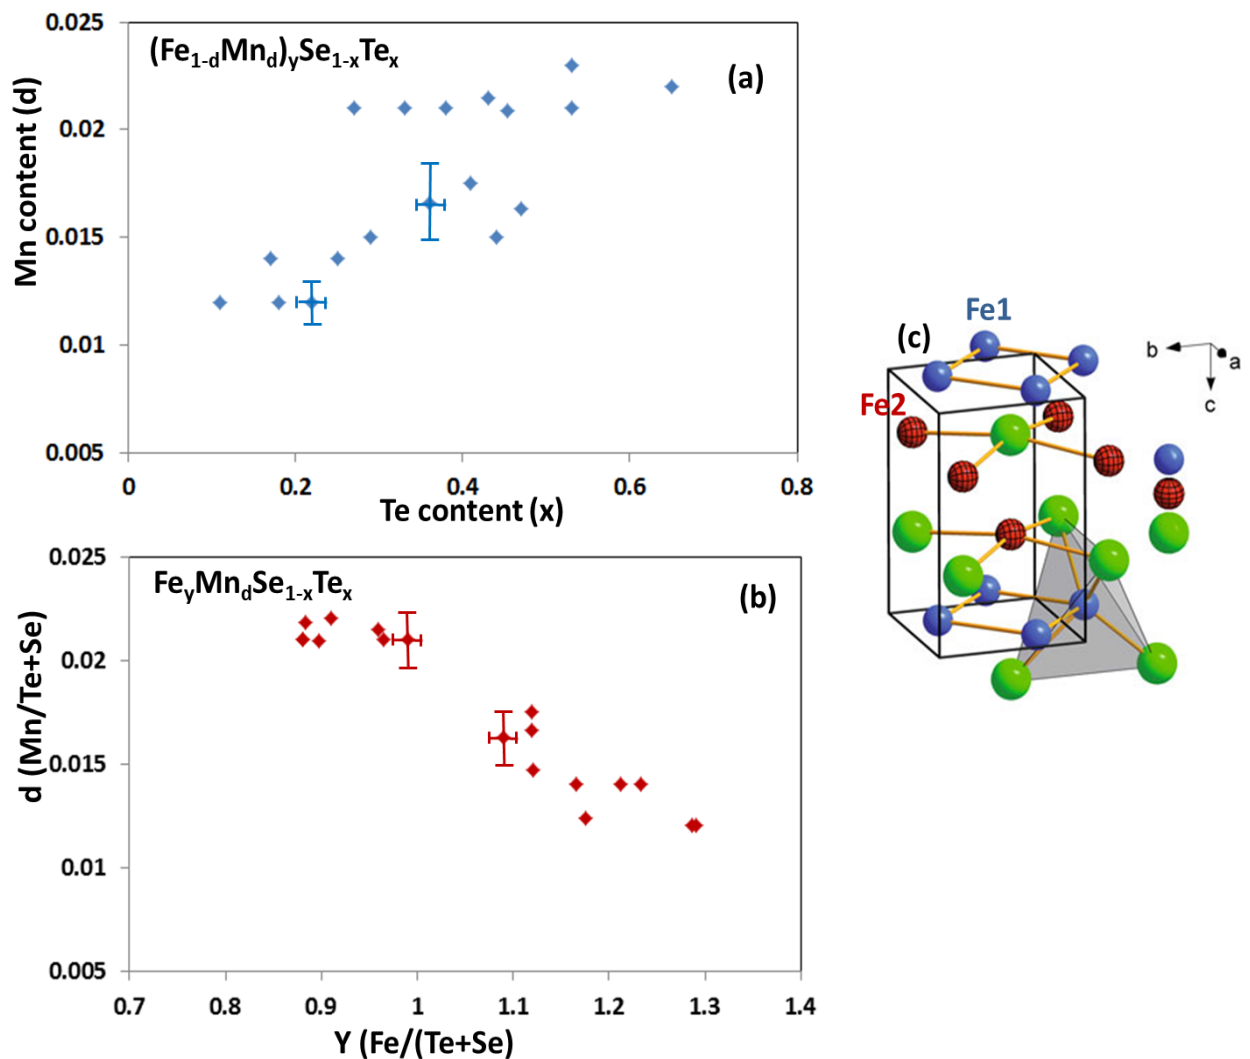 (Fe1-dMnd)ySe1-xTex
(a)
Mn content (d)
0.025
0.02
0.015
0.01
0.005
0
0.2
0.4
0.6
0.8
Te content (x)
FeyMndSe1-xTex
(b)
d (Mn/Te+Se)
0.025
0.02
0.015
0.01
0.005
0.7
0.8
0.9
1
1.1
1.2
1.3
1.4
Y (Fe/(Te+Se)
(c)
Fe1
Fe2
b
a
c